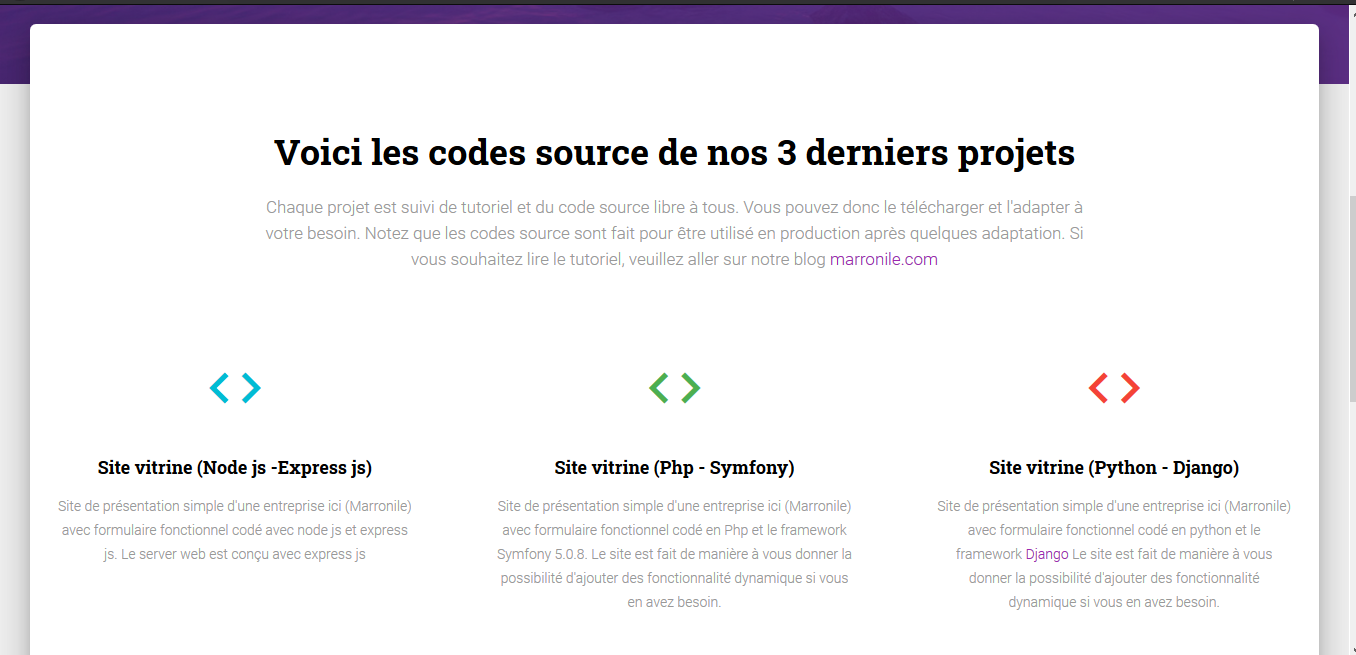 Voici les codes source de nos 3 derniers projets
Chaque projet est suivi de tutoriel et du code source libre à tous. Vous pouvez donc le télécharger et l'adapter à
votre besoin. Notez que les codes source sont fait pour être utilisé en production après quelques adaptation. Si
vous souhaitez lire le tutoriel, veuillez aller sur notre blog marronile.com
Site vitrine (Node js -Express js)
Site de présentation simple d'une entreprise ici (Marronile)
avec formulaire fonctionnel codé avec node js et express
js. Le server web est conçu avec express js
Site vitrine (Php - Symfony)
Site de présentation simple d'une entreprise ici (Marronile)
avec formulaire fonctionnel codé en Php et le framework
Symfony 5.0.8. Le site est fait de manière à vous donner la
possibilité d'ajouter des fonctionnalité dynamique si vous
en avez besoin.
Site vitrine (Python - Django)
Site de présentation simple d'une entreprise ici (Marronile)
avec formulaire fonctionnel codé en python et le
framework Django Le site est fait de manière à vous
donner la possibilité d'ajouter des fonctionnalité
dynamique si vous en avez besoin.